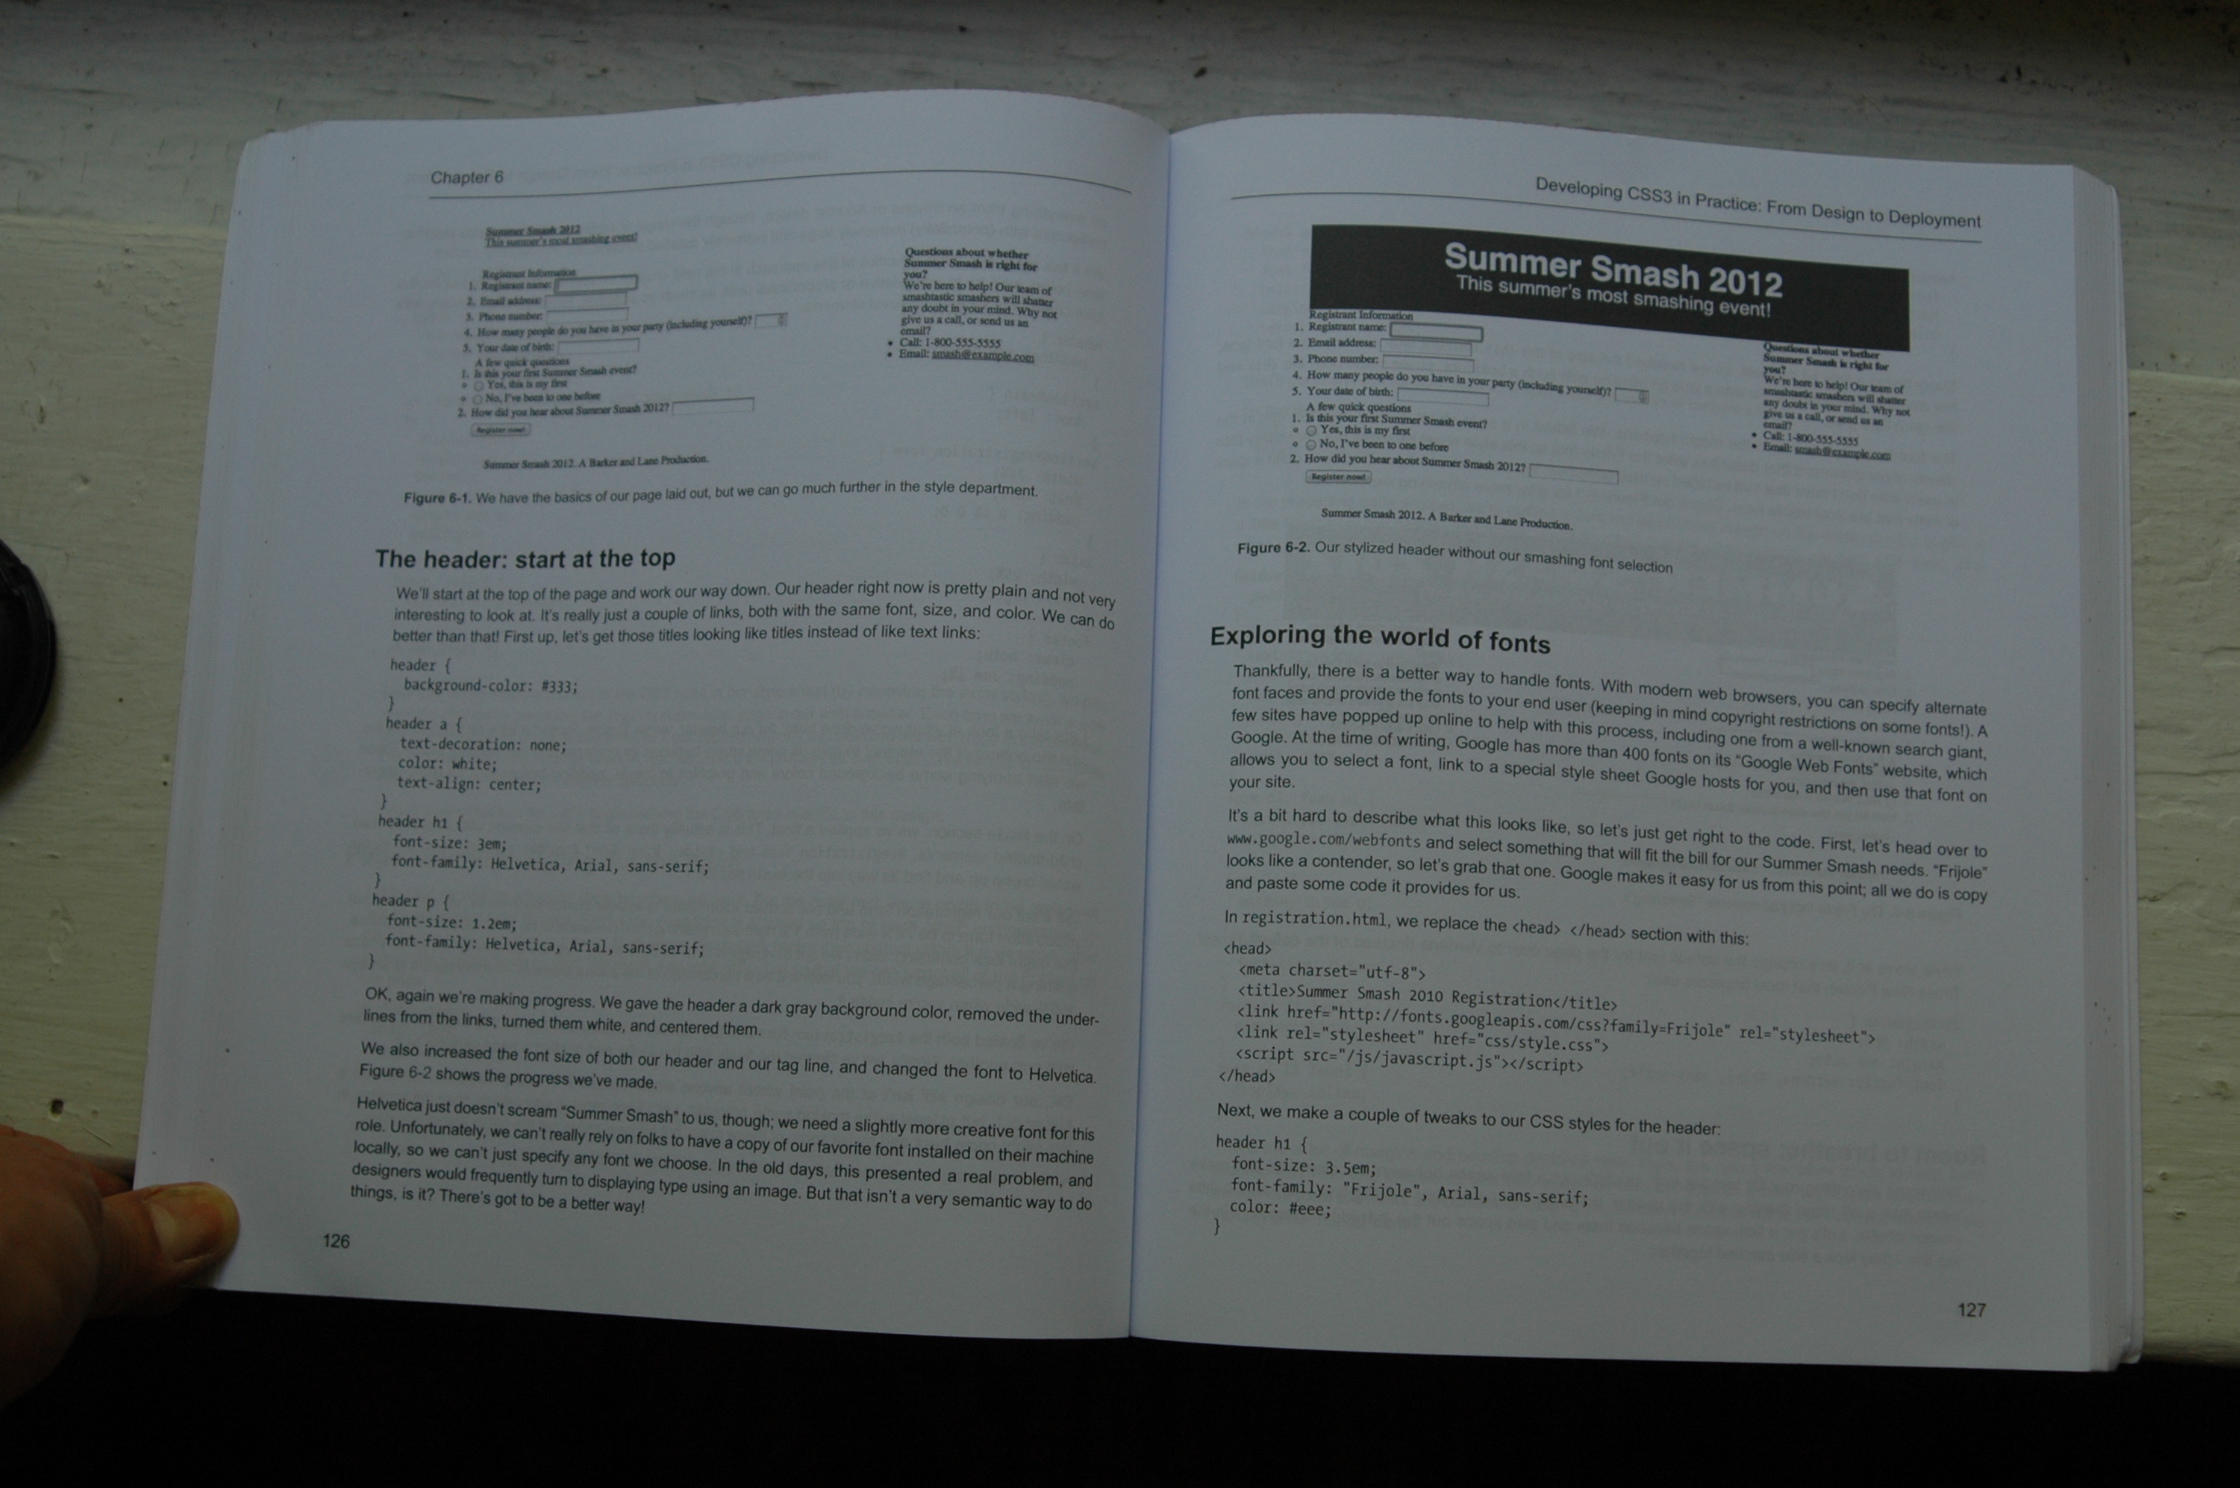 Chapter 6
Summer Smash 2012
This summer's most smashing event!
Registrant Information
1. Registrant name:
2. Email address:
3. Phone number:
4. How many people do you have in your party (including yourself)?
5. Your date of birth:
A few quick questions
1. Is this your first Summer Smash event?
Yes, this is my first
No, I've been to one before
2. How did you hear about Summer Smash 2012?
Register now!
Questions about whether
Summer Smash is right for
you?
We're here to help! Our team of
smashtastic smashers will shatter
any doubt in your mind. Why not
give us a call, or send us an
email?
• Call: 1-800-555-5555
• Email: smash@example.com
Summer Smash 2012. A Barker and Lane Production.
Figure 6-1. We have the basics of our page laid out, but we can go much further in the style department.
The header: start at the top
We'll start at the top of the page and work our way down. Our header right now is pretty plain and not very
interesting to look at. It's really just a couple of links, both with the same font, size, and color. We can do
better than that! First up, let's get those titles looking like titles instead of like text links:
header {
background-color: #333;
}
header a {
text-decoration: none;
color: white;
text-align: center;
}
header h1 {
font-size: 3em;
font-family: Helvetica, Arial, sans-serif;
}
header p {
font-size: 1.2em;
font-family: Helvetica, Arial, sans-serif;
}
OK, again we're making progress. We gave the header a dark gray background color, removed the under-
lines from the links, turned them white, and centered them.
We also increased the font size of both our header and our tag line, and changed the font to Helvetica.
Figure 6-2 shows the progress we've made.
Helvetica just doesn't scream "Summer Smash" to us, though; we need a slightly more creative font for this
role. Unfortunately, we can't really rely on folks to have a copy of our favorite font installed on their machine
locally, so we can't just specify any font we choose. In the old days, this presented a real problem, and
designers would frequently turn to displaying type using an image. But that isn't a very semantic way to do
things, is it? There's got to be a better way!
126
Developing CSS3 in Practice: From Design to Deployment
Summer Smash 2012
This summer's most smashing event!
Registrant Information
1. Registrant name:
2. Email address:
3. Phone number:
4. How many people do you have in your party (including yourself)?
5. Your date of birth:
A few quick questions
1. Is this your first Summer Smash event?
Yes, this is my first
No, I've been to one before
2. How did you hear about Summer Smash 2012?
Register now!
Questions about whether
Summer Smash is right for
you?
We're here to help! Our team of
smashtastic smashers will shatter
any doubt in your mind. Why not
give us a call, or send us an
email?
• Call: 1-800-555-5555
• Email: smash@example.com
Summer Smash 2012. A Barker and Lane Production.
Figure 6-2. Our stylized header without our smashing font selection
Exploring the world of fonts
Thankfully, there is a better way to handle fonts. With modern web browsers, you can specify alternate
font faces and provide the fonts to your end user (keeping in mind copyright restrictions on some fonts!). A
few sites have popped up online to help with this process, including one from a well-known search giant,
Google. At the time of writing, Google has more than 400 fonts on its "Google Web Fonts" website, which
allows you to select a font, link to a special style sheet Google hosts for you, and then use that font on
your site.
It's a bit hard to describe what this looks like, so let's just get right to the code. First, let's head over to
www.google.com/webfonts and select something that will fit the bill for our Summer Smash needs. "Frijole"
looks like a contender, so let's grab that one. Google makes it easy for us from this point; all we do is copy
and paste some code it provides for us.
In registration.html, we replace the <head> </head> section with this:
<head>
<meta charset="utf-8">
<title>Summer Smash 2010 Registration</title>
<link href="http://fonts.googleapis.com/css?family=Frijole" rel="stylesheet">
<link rel="stylesheet" href="css/style.css">
<script src="/js/javascript.js"></script>
</head>
Next, we make a couple of tweaks to our CSS styles for the header:
header h1 {
font-size: 3.5em;
font-family: "Frijole", Arial, sans-serif;
color: #eee;
}
127